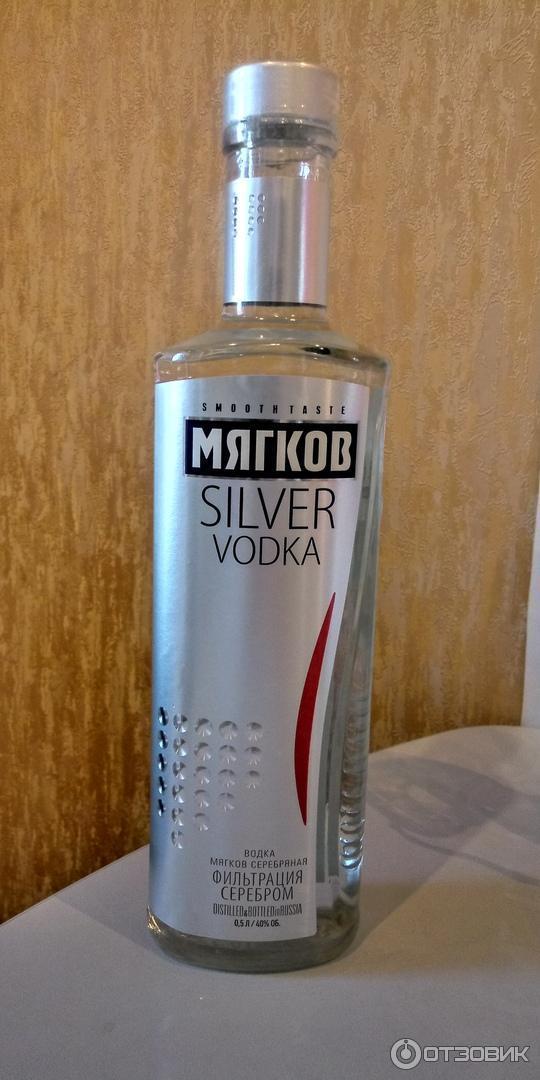 SMOOTH TASTE
МЯГКОВ
SILVER
VODKA
ВОДКА
МЯГКОВ СЕРЕБРЯНАЯ
ФИЛЬТРАЦИЯ
СЕРЕБРОМ
DISTILLED&BOTTLED in RUSSIA
0,5 Л / 40% ОБ.
ОТЗОВИК